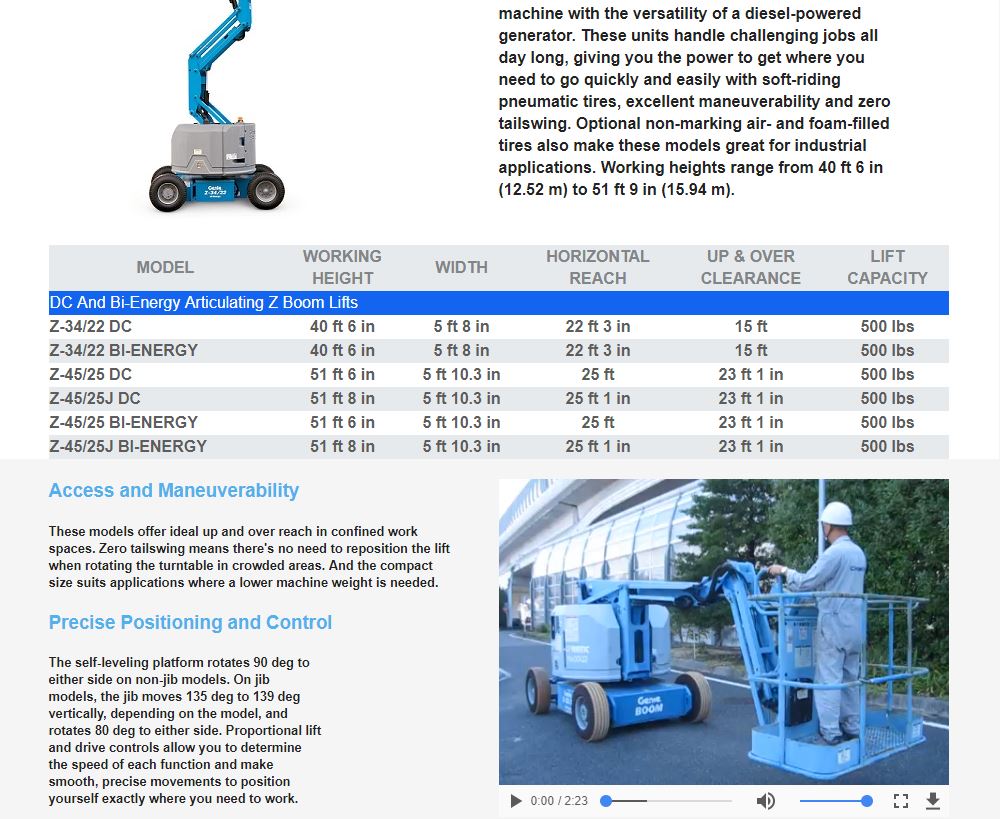 machine with the versatility of a diesel-powered
generator. These units handle challenging jobs all
day long, giving you the power to get where you
need to go quickly and easily with soft-riding
pneumatic tires, excellent maneuverability and zero
tailswing. Optional non-marking air- and foam-filled
tires also make these models great for industrial
applications. Working heights range from 40 ft 6 in
(12.52 m) to 51 ft 9 in (15.94 m).
Genie
Z-34/22
MODEL WORKING HEIGHT WIDTH HORIZONTAL REACH UP & OVER CLEARANCE LIFT CAPACITY
DC And Bi-Energy Articulating Z Boom Lifts
Z-34/22 DC 40 ft 6 in 5 ft 8 in 22 ft 3 in 15 ft 500 lbs
Z-34/22 BI-ENERGY 40 ft 6 in 5 ft 8 in 22 ft 3 in 15 ft 500 lbs
Z-45/25 DC 51 ft 6 in 5 ft 10.3 in 25 ft 23 ft 1 in 500 lbs
Z-45/25J DC 51 ft 8 in 5 ft 10.3 in 25 ft 1 in 23 ft 1 in 500 lbs
Z-45/25 BI-ENERGY 51 ft 6 in 5 ft 10.3 in 25 ft 23 ft 1 in 500 lbs
Z-45/25J BI-ENERGY 51 ft 8 in 5 ft 10.3 in 25 ft 1 in 23 ft 1 in 500 lbs
Access and Maneuverability
These models offer ideal up and over reach in confined work
spaces. Zero tailswing means there's no need to reposition the lift
when rotating the turntable in crowded areas. And the compact
size suits applications where a lower machine weight is needed.
Precise Positioning and Control
The self-leveling platform rotates 90 deg to
either side on non-jib models. On jib
models, the jib moves 135 deg to 139 deg
vertically, depending on the model, and
rotates 80 deg to either side. Proportional lift
and drive controls allow you to determine
the speed of each function and make
smooth, precise movements to position
yourself exactly where you need to work.
Genie
BOOM
0:00 / 2:23